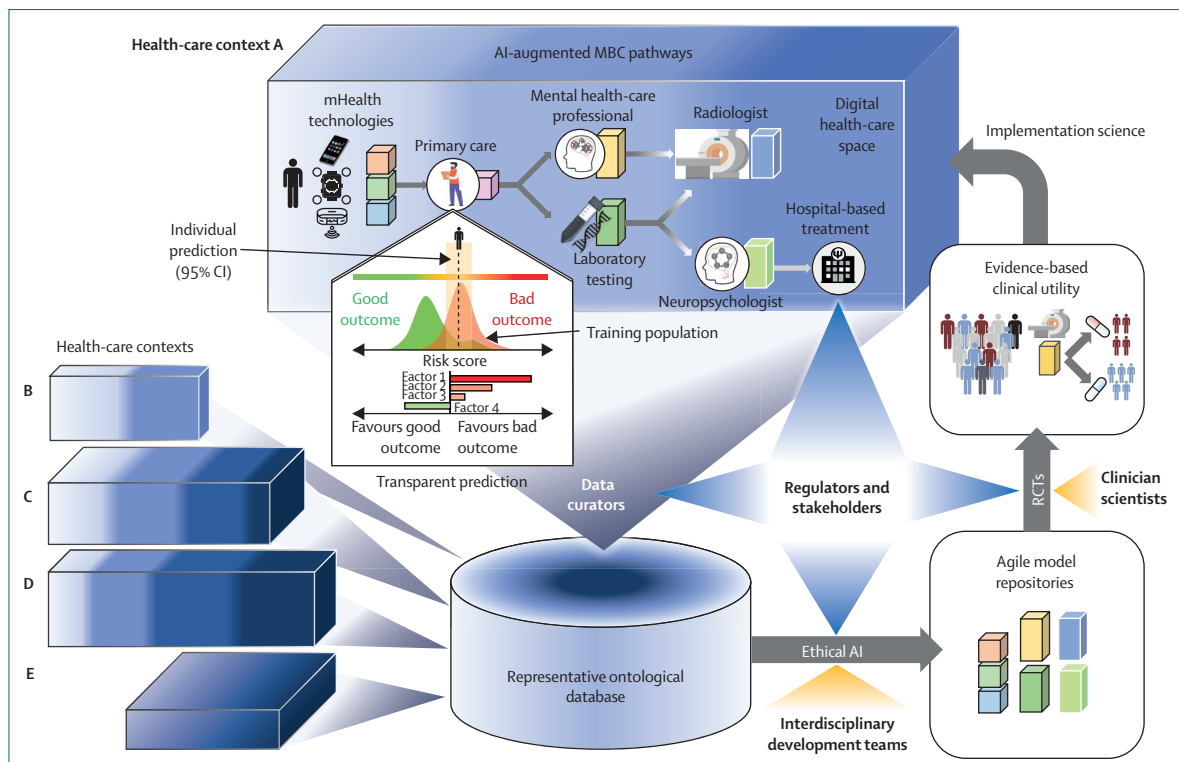 Health-care context A
AI-augmented MBC pathways
mHealth
technologies
Primary care
Mental health-care
professional
Radiologist
Digital
health-care
space
Implementation science
Laboratory
testing
Neuropsychologist
Hospital-based
treatment
Ψ
Individual
prediction
(95% CI)
Good
outcome
Bad
outcome
Training population
Risk score
Factor 1
Factor 2
Factor 3
Factor 4
Favours good
outcome
Favours bad
outcome
Transparent prediction
Health-care contexts
B
C
D
E
Data
curators
Regulators and
stakeholders
Evidence-based
clinical utility
RCTs
Clinician
scientists
Agile model
repositories
Representative ontological
database
Ethical AI
Interdisciplinary
development teams